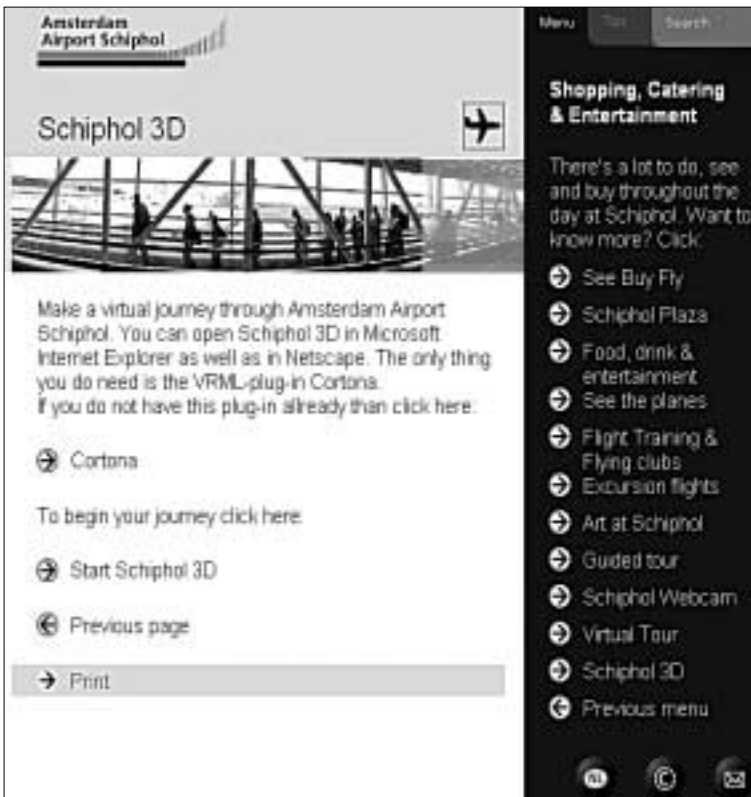 Amsterdam
Airport Schiphol
Schiphol 3D
Make a virtual journey through Amsterdam Airport
Schiphol. You can open Schiphol 3D in Microsoft
Internet Explorer as well as in Netscape. The only thing
you do need is the VRML-plug-in Cortona.
If you do not have this plug-in allready than click here:
Cortona
To begin your journey click here
Start Schiphol 3D
Previous page
Print
Menu
Search
Shopping, Catering
& Entertainment
There's a lot to do, see
and buy throughout the
day at Schiphol. Want to
know more? Click:
See Buy Fly
Schiphol Plaza
Food, drink &
entertainment
See the planes
Flight Training &
Flying clubs
Excursion flights
Art at Schiphol
Guided tour
Schiphol Webcam
Virtual Tour
Schiphol 3D
Previous menu
NL ©